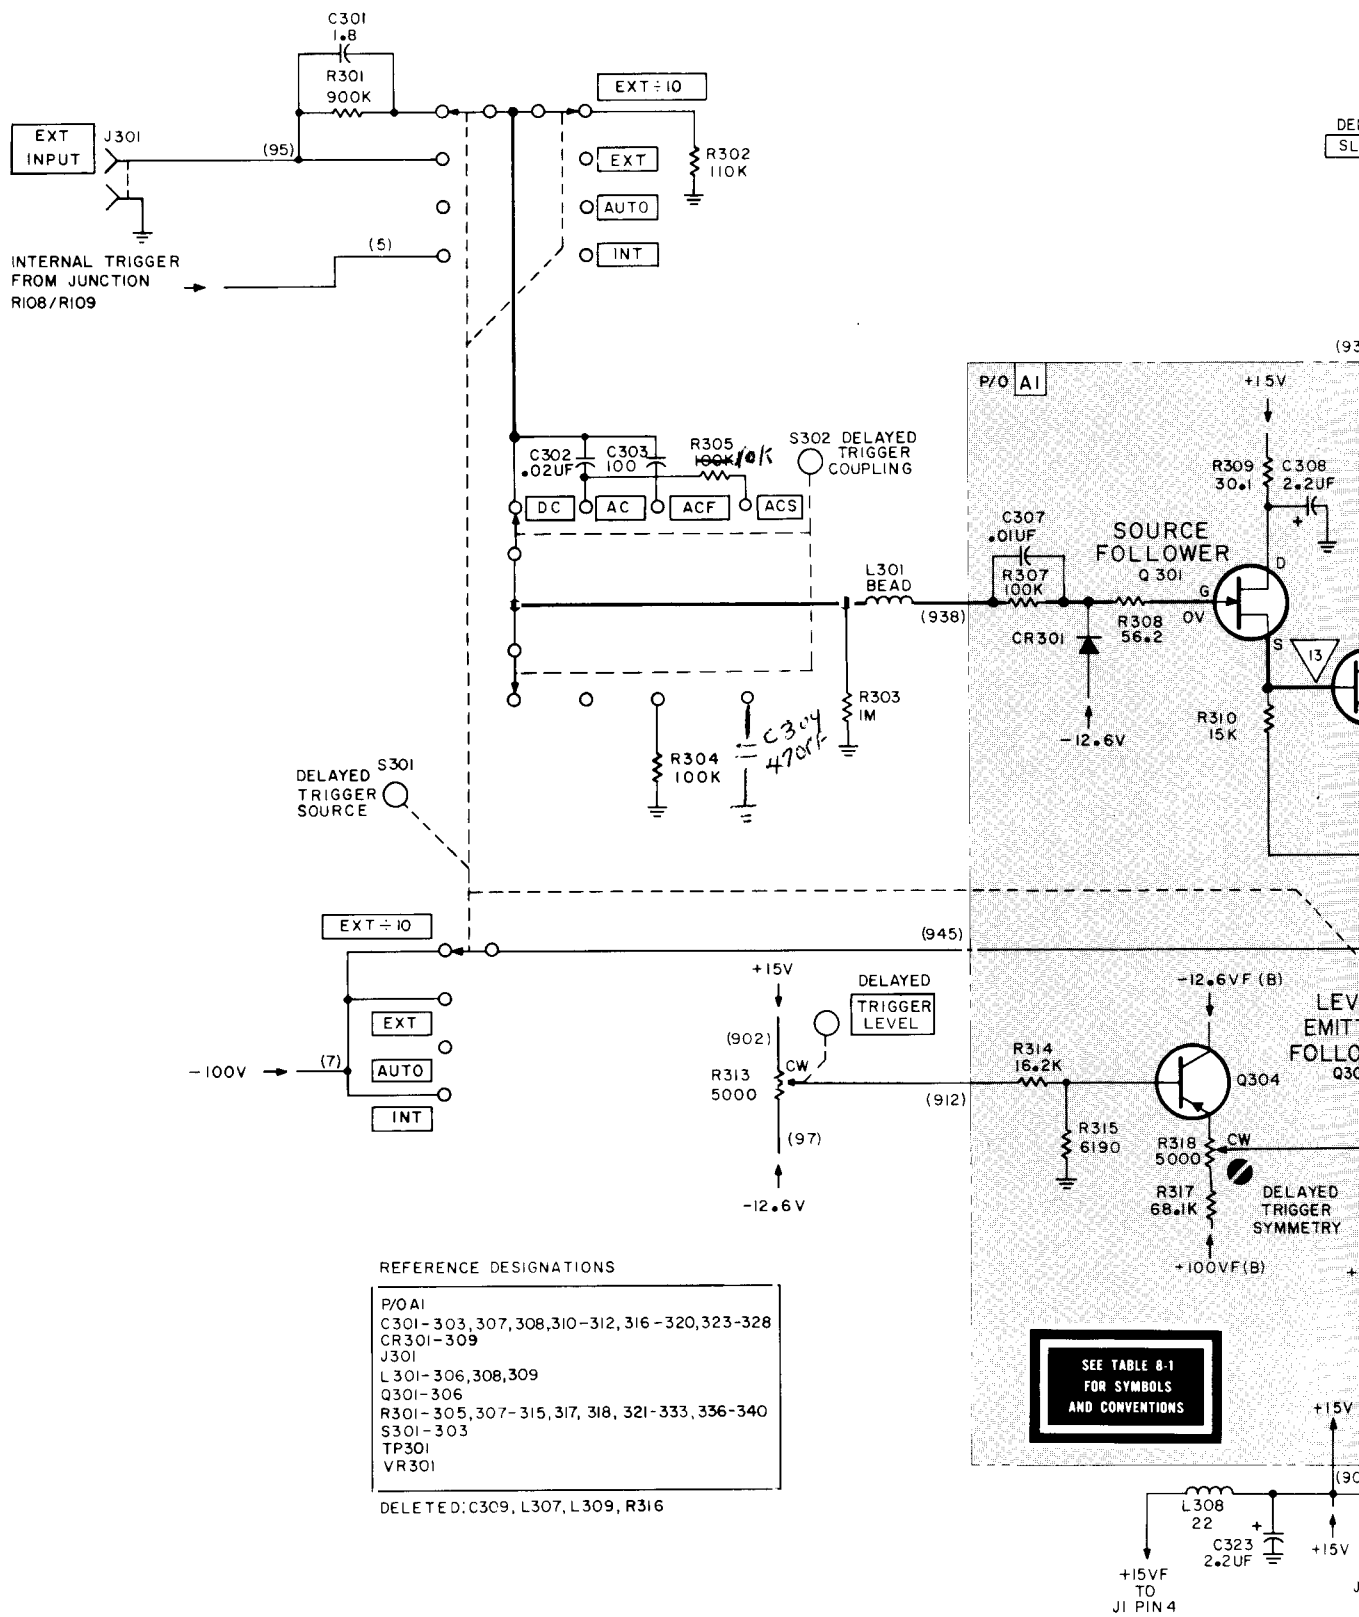 C301
1.8
R301
900K
EXT÷10
EXT
INPUT
J301
(95)
EXT
R302
110K
AUTO
(5)
INT
INTERNAL TRIGGER
FROM JUNCTION
R108/R109
DE
SL
(93
P/O A1
+15V
R309
30.1
C308
2.2UF
+
C302
.02UF
C303
100
R305
100K 10K
S302 DELAYED
TRIGGER
COUPLING
DC
AC
ACF
ACS
C307
.01UF
R307
100K
SOURCE
FOLLOWER
Q301
D
G
0V
S
L301
BEAD
(938)
CR301
R308
56.2
13
R303
1M
-12.6V
R310
15K
R304
100K
C304
470PF
DELAYED
TRIGGER
SOURCE
S301
EXT÷10
(945)
EXT
AUTO
INT
-100V
(7)
+15V
DELAYED
TRIGGER
LEVEL
(902)
R313
5000
CW
(912)
(97)
-12.6V
R314
16.2K
R315
6190
-12.6VF (B)
LEV
EMIT
FOLLO
Q30
Q304
R318
5000
CW
R317
68.1K
DELAYED
TRIGGER
SYMMETRY
+100VF(B)
+
REFERENCE DESIGNATIONS
P/O A1
C301-303,307,308,310-312,316-320,323-328
CR301-309
J301
L301-306,308,309
Q301-306
R301-305,307-315,317,318,321-333,336-340
S301-303
TP301
VR301
DELETED:C309, L307, L309, R316
SEE TABLE 8-1
FOR SYMBOLS
AND CONVENTIONS
+15V
(90
L308
22
+
C323
2.2UF
+15V
+15VF
TO
J1 PIN 4
J